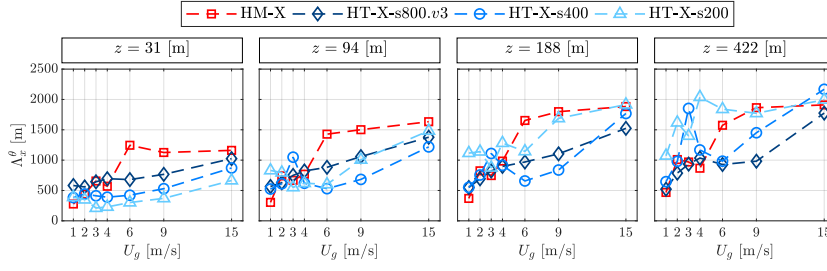 HM-X HT-X-s800.v3 HT-X-s400 HT-X-s200
z = 31 [m] z = 94 [m] z = 188 [m] z = 422 [m]
2500
2000
1500
1000
500
0
Λₓᶿ [m]
1 2 3 4 6 9 15 1 2 3 4 6 9 15 1 2 3 4 6 9 15 1 2 3 4 6 9 15
U_g [m/s] U_g [m/s] U_g [m/s] U_g [m/s]